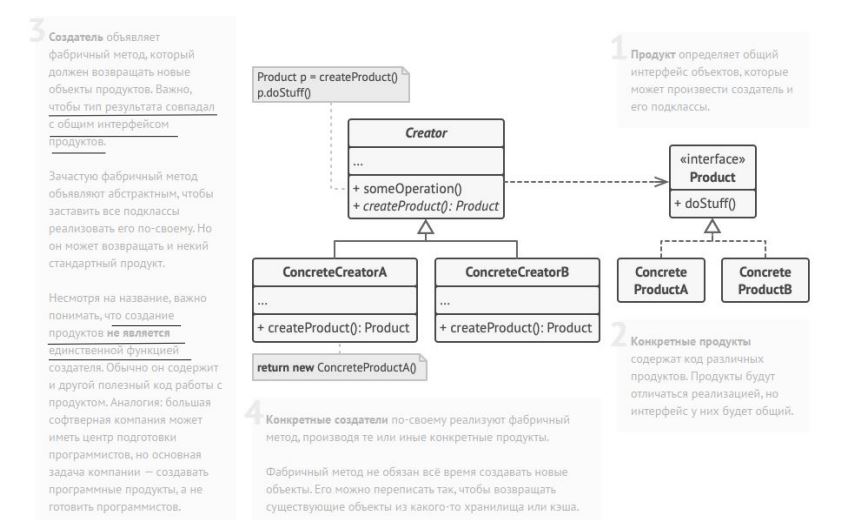 3
Создатель объявляет
фабричный метод, который
должен возвращать новые
объекты продуктов. Важно,
чтобы тип результата совпадал
с общим интерфейсом
продуктов.
Зачастую фабричный метод
объявляют абстрактным, чтобы
заставить все подклассы
реализовать его по-своему. Но
он может возвращать и некий
стандартный продукт.
Несмотря на название, важно
понимать, что создание
продуктов не является
единственной функцией
создателя. Обычно он содержит
и другой полезный код работы с
продуктом. Аналогия: большая
софтверная компания может
иметь центр подготовки
программистов, но основная
задача компании — создавать
программные продукты, а не
готовить программистов.
Product p = createProduct()
p.doStuff()
Creator
...
+ someOperation()
+ createProduct(): Product
ConcreteCreatorA
...
+ createProduct(): Product
ConcreteCreatorB
...
+ createProduct(): Product
return new ConcreteProductA()
1
Продукт определяет общий
интерфейс объектов, которые
может произвести создатель и
его подклассы.
«interface»
Product
+ doStuff()
Concrete
ProductA
Concrete
ProductB
2
Конкретные продукты
содержат код различных
продуктов. Продукты будут
отличаться реализацией, но
интерфейс у них будет общий.
4
Конкретные создатели по-своему реализуют фабричный
метод, производя те или иные конкретные продукты.
Фабричный метод не обязан всё время создавать новые
объекты. Его можно переписать так, чтобы возвращать
существующие объекты из какого-то хранилища или кэша.